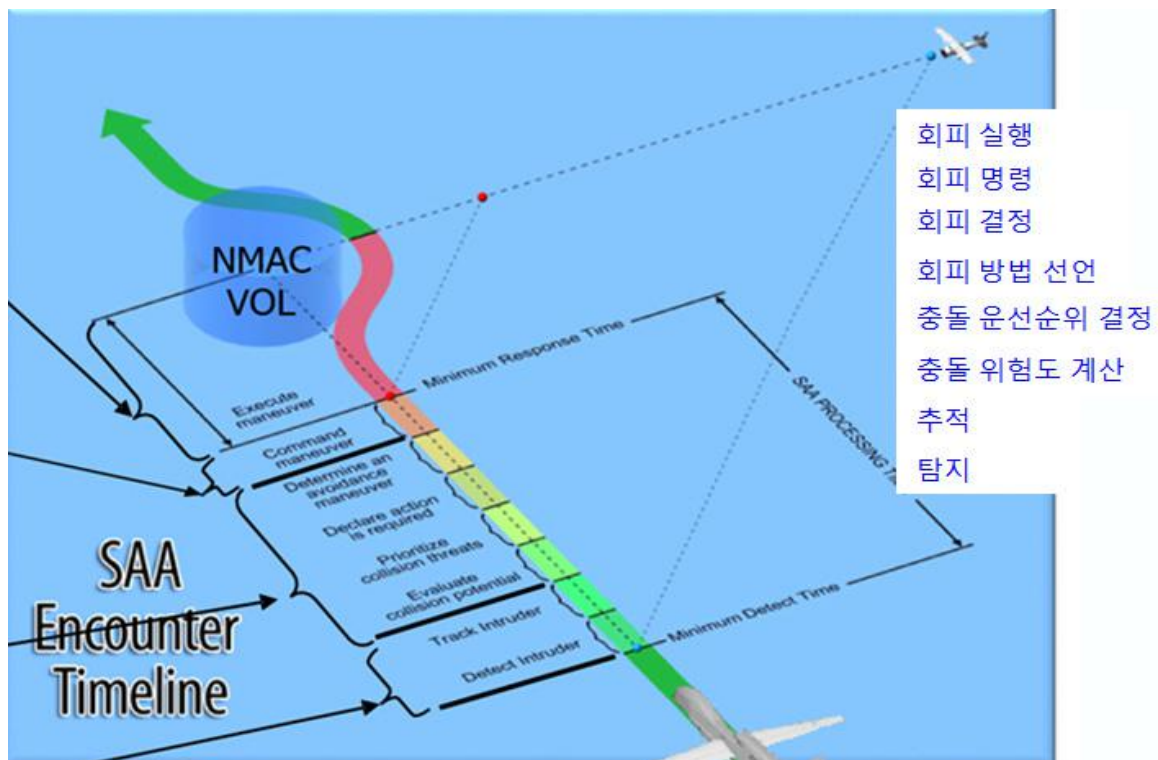 회피 실행
회피 명령
회피 결정
회피 방법 선언
충돌 운선순위 결정
충돌 위험도 계산
추적
탐지
NMAC
VOL
Minimum Response Time
SAA PROCESSING
Execute
maneuver
Command
maneuver
Determine an
avoidance
maneuver
Declare action
is required
Prioritize
collision threats
Evaluate
collision potential
Track Intruder
Detect Intruder
Minimum Detect Time
SAA
Encounter
Timeline